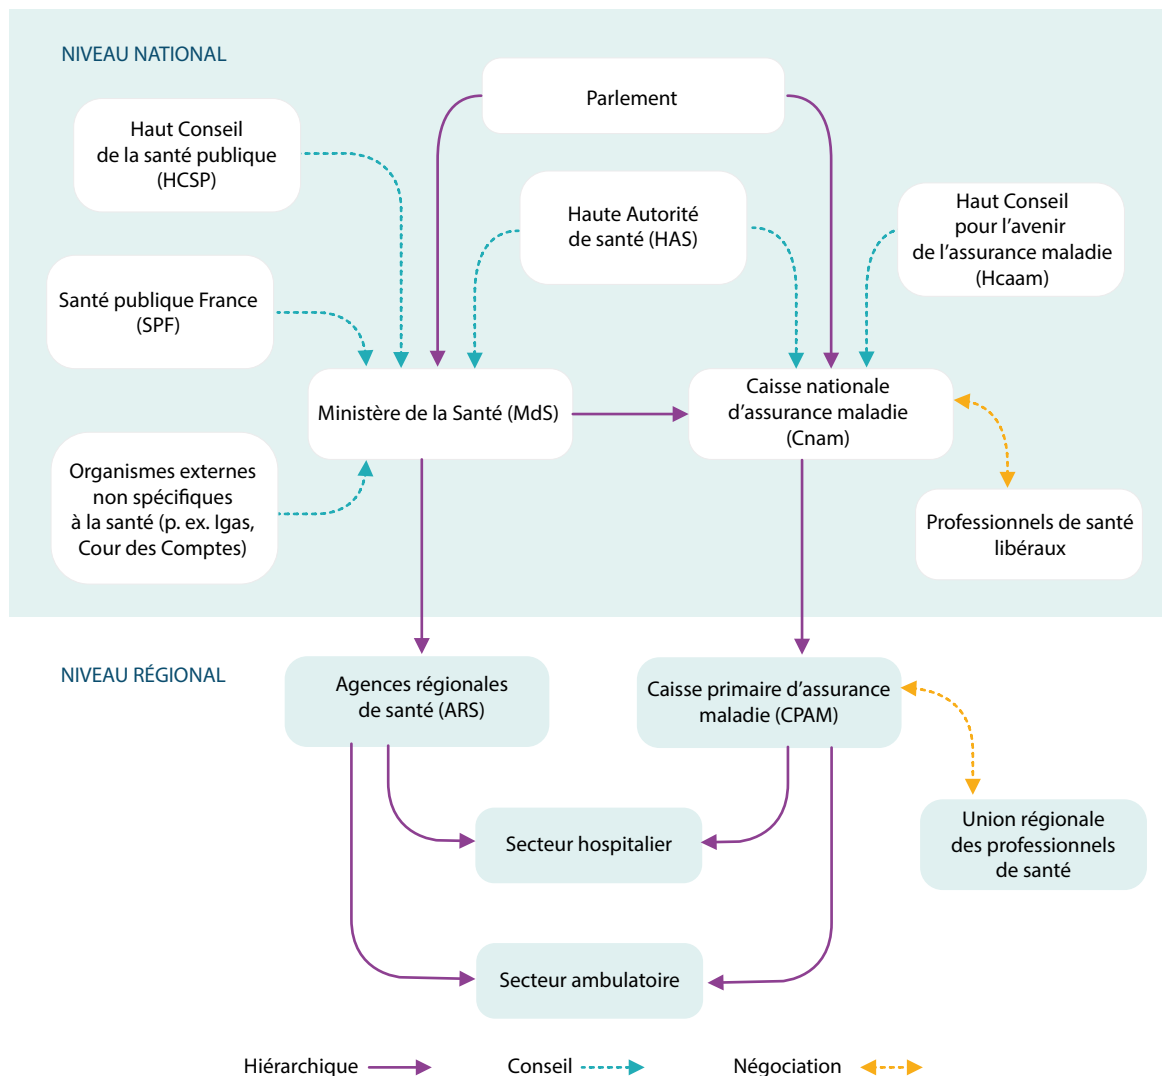 NIVEAU NATIONAL
Parlement
Haut Conseil
de la santé publique
(HCSP)
Haute Autorité
de santé (HAS)
Haut Conseil
pour l’avenir
de l’assurance maladie
(Hcaam)
Santé publique France
(SPF)
Ministère de la Santé (MdS)
Caisse nationale
d’assurance maladie
(Cnam)
Organismes externes
non spécifiques
à la santé (p. ex. Igas,
Cour des Comptes)
Professionnels de santé
libéraux
NIVEAU RÉGIONAL
Agences régionales
de santé (ARS)
Caisse primaire d’assurance
maladie (CPAM)
Secteur hospitalier
Union régionale
des professionnels
de santé
Secteur ambulatoire
Hiérarchique
Conseil
Négociation